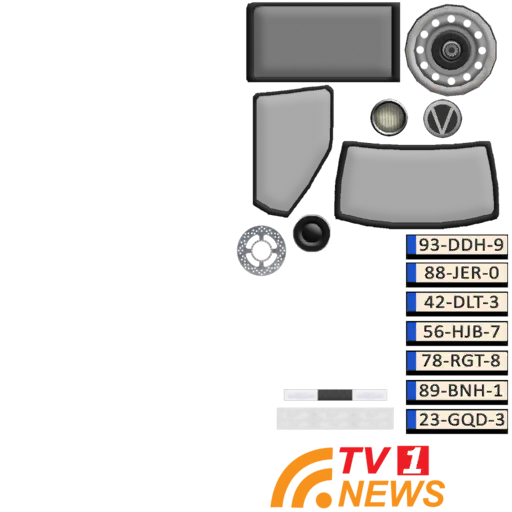 93-DDH-9
88-JER-0
42-DLT-3
56-HJB-7
78-RGT-8
89-BNH-1
23-GQD-3
TV 1
NEWS